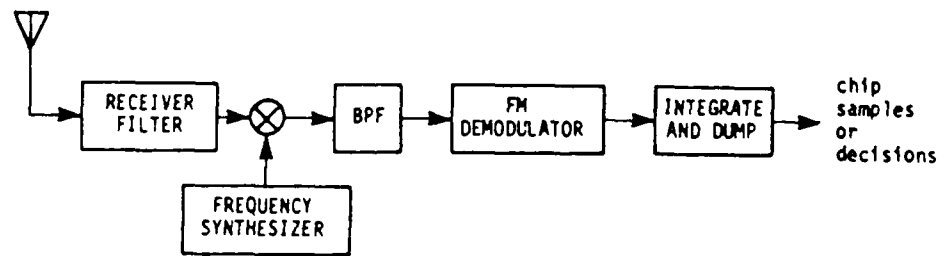 RECEIVER
FILTER
BPF
FM
DEMODULATOR
INTEGRATE
AND DUMP
chip
samples
or
decisions
FREQUENCY
SYNTHESIZER